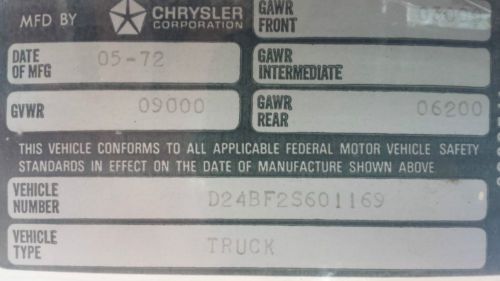 MFD BY CHRYSLER CORPORATION
GAWR FRONT
DATE OF MFG 05-72
GAWR INTERMEDIATE
GVWR 09000
GAWR REAR 06200
THIS VEHICLE CONFORMS TO ALL APPLICABLE FEDERAL MOTOR VEHICLE SAFETY
STANDARDS IN EFFECT ON THE DATE OF MANUFACTURE SHOWN ABOVE
VEHICLE NUMBER D24BF2S601169
VEHICLE TYPE TRUCK